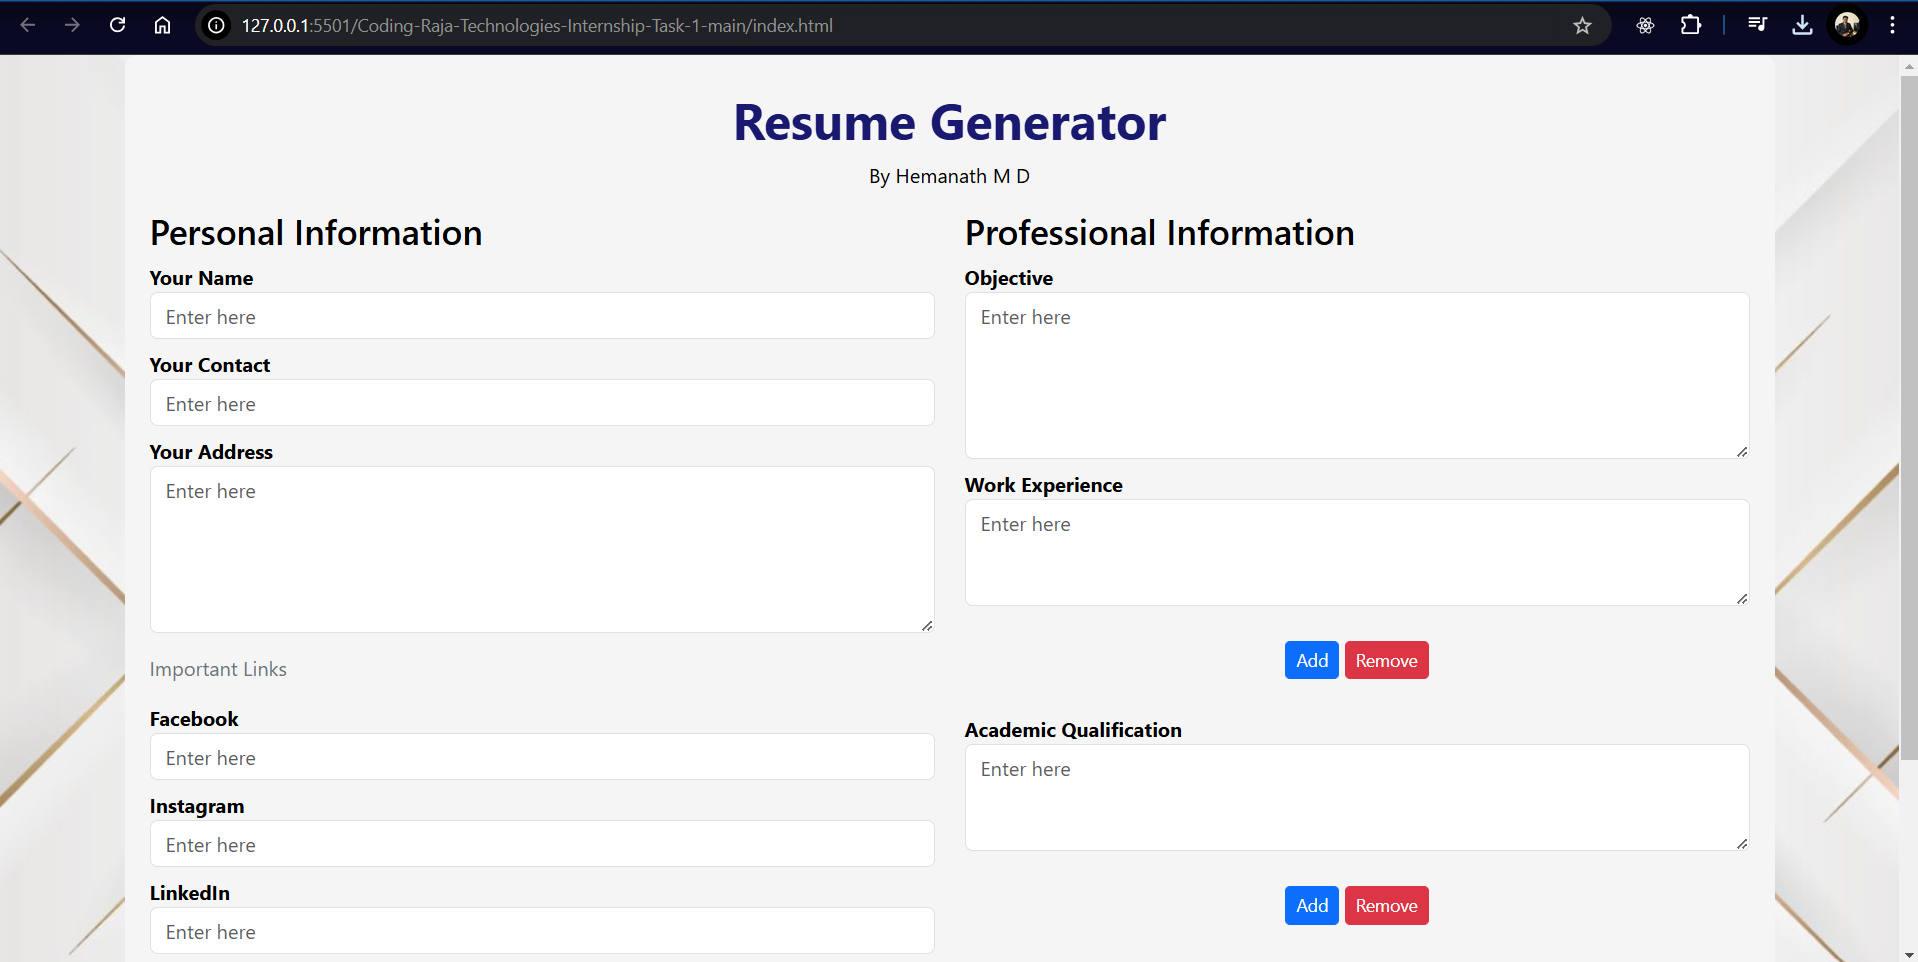 127.0.0.1:5501/Coding-Raja-Technologies-Internship-Task-1-main/index.html
Resume Generator
By Hemanath M D
Personal Information
Your Name
Enter here
Your Contact
Enter here
Your Address
Enter here
Important Links
Facebook
Enter here
Instagram
Enter here
LinkedIn
Enter here
Professional Information
Objective
Enter here
Work Experience
Enter here
Add Remove
Academic Qualification
Enter here
Add Remove